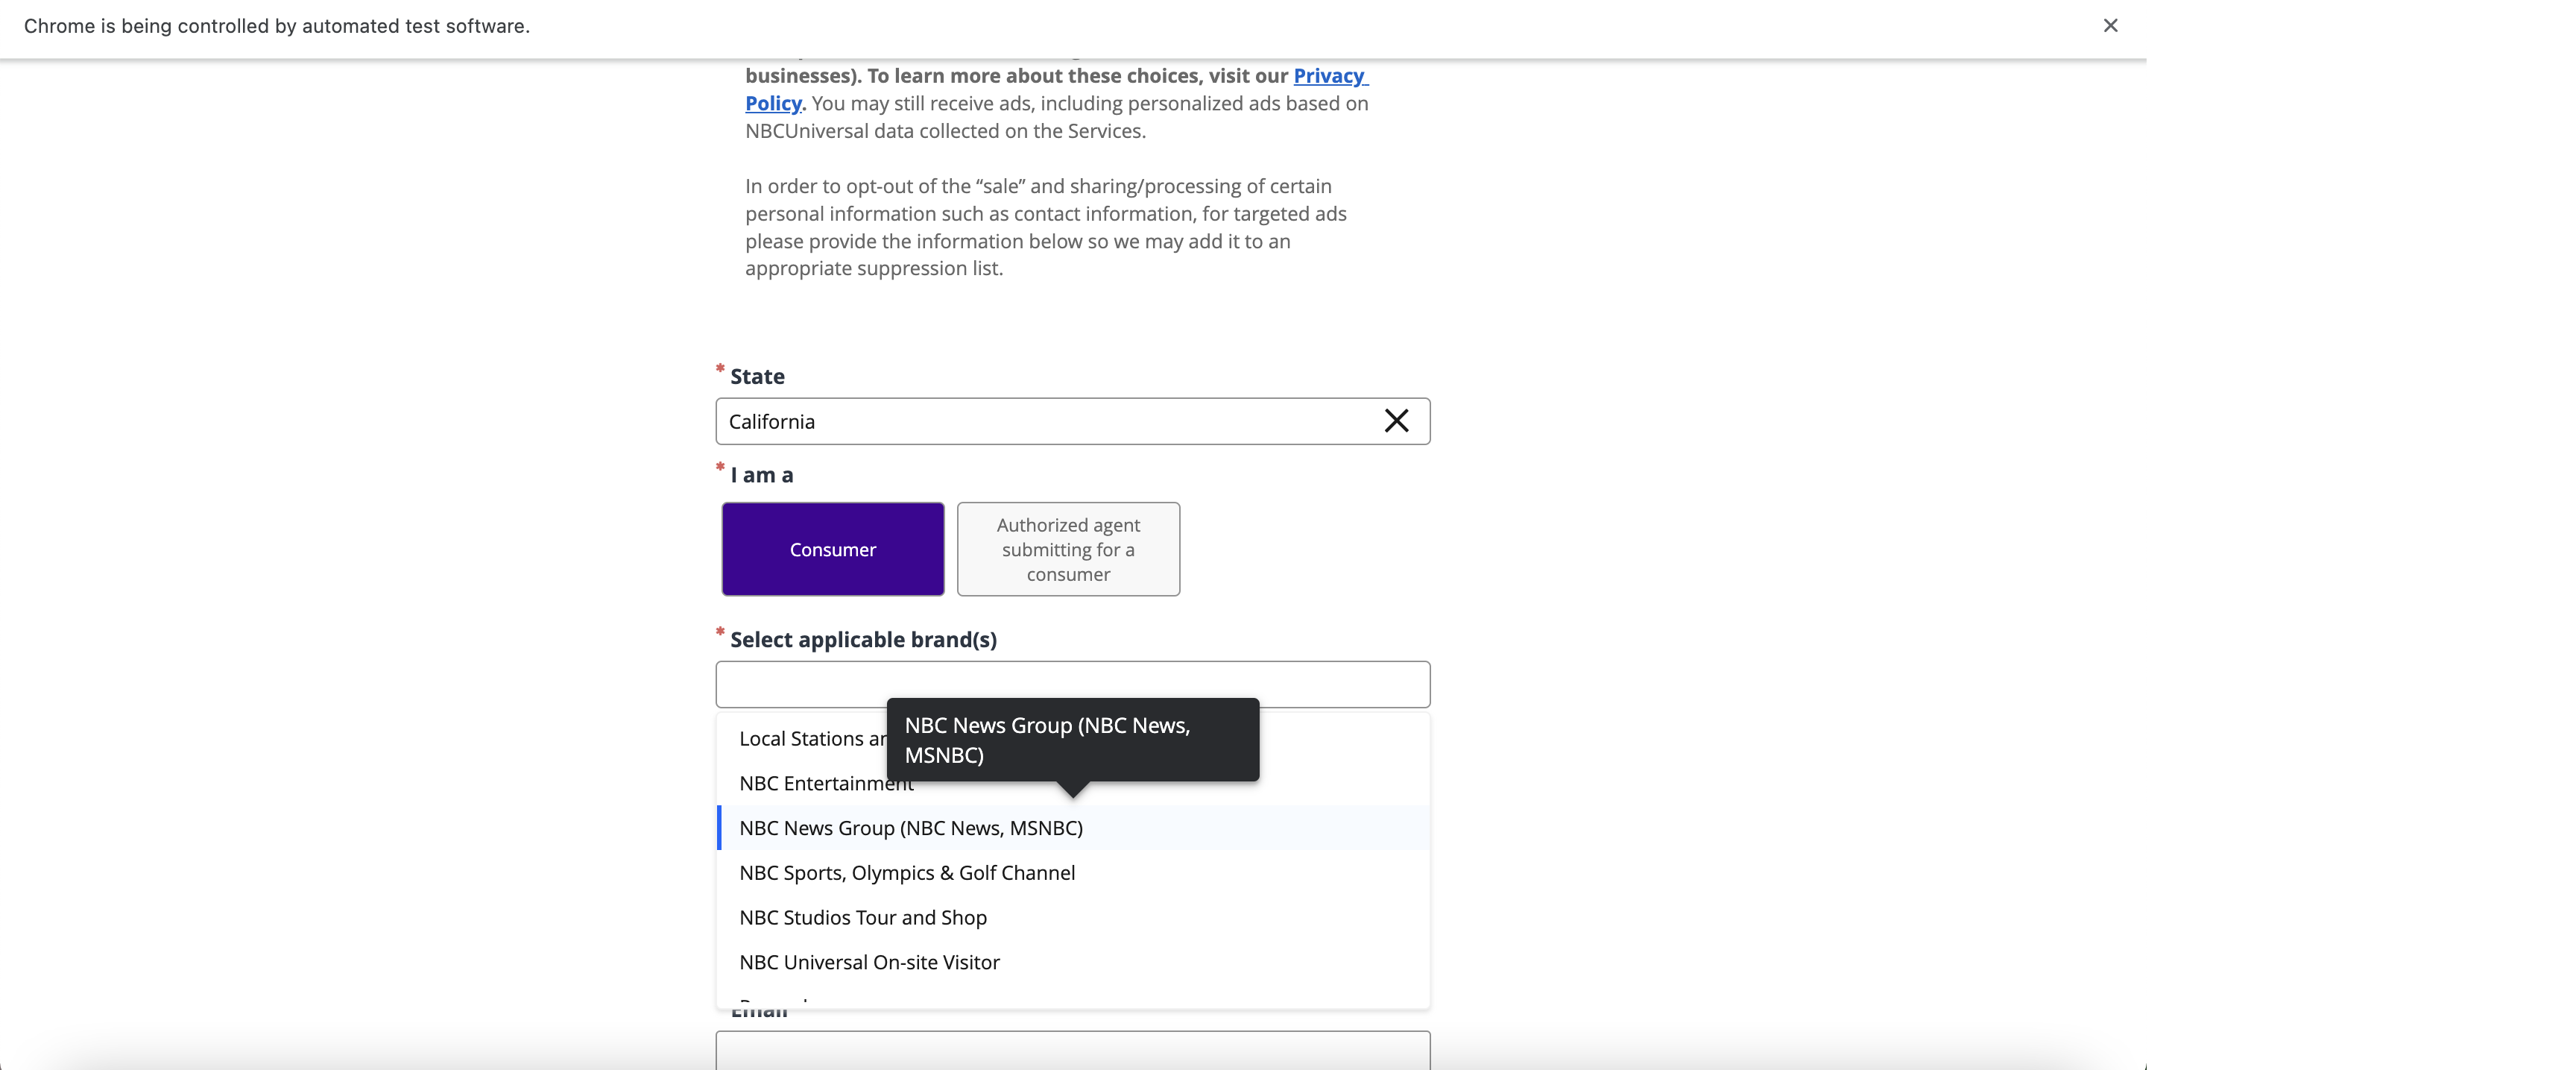 Chrome is being controlled by automated test software.
businesses). To learn more about these choices, visit our Privacy
Policy. You may still receive ads, including personalized ads based on
NBCUniversal data collected on the Services.
In order to opt-out of the “sale” and sharing/processing of certain
personal information such as contact information, for targeted ads
please provide the information below so we may add it to an
appropriate suppression list.
* State
California
* I am a
Consumer
Authorized agent
submitting for a
consumer
* Select applicable brand(s)
NBC News Group (NBC News,
MSNBC)
Local Stations
NBC Entertainment
NBC News Group (NBC News, MSNBC)
NBC Sports, Olympics & Golf Channel
NBC Studios Tour and Shop
NBC Universal On-site Visitor
Email